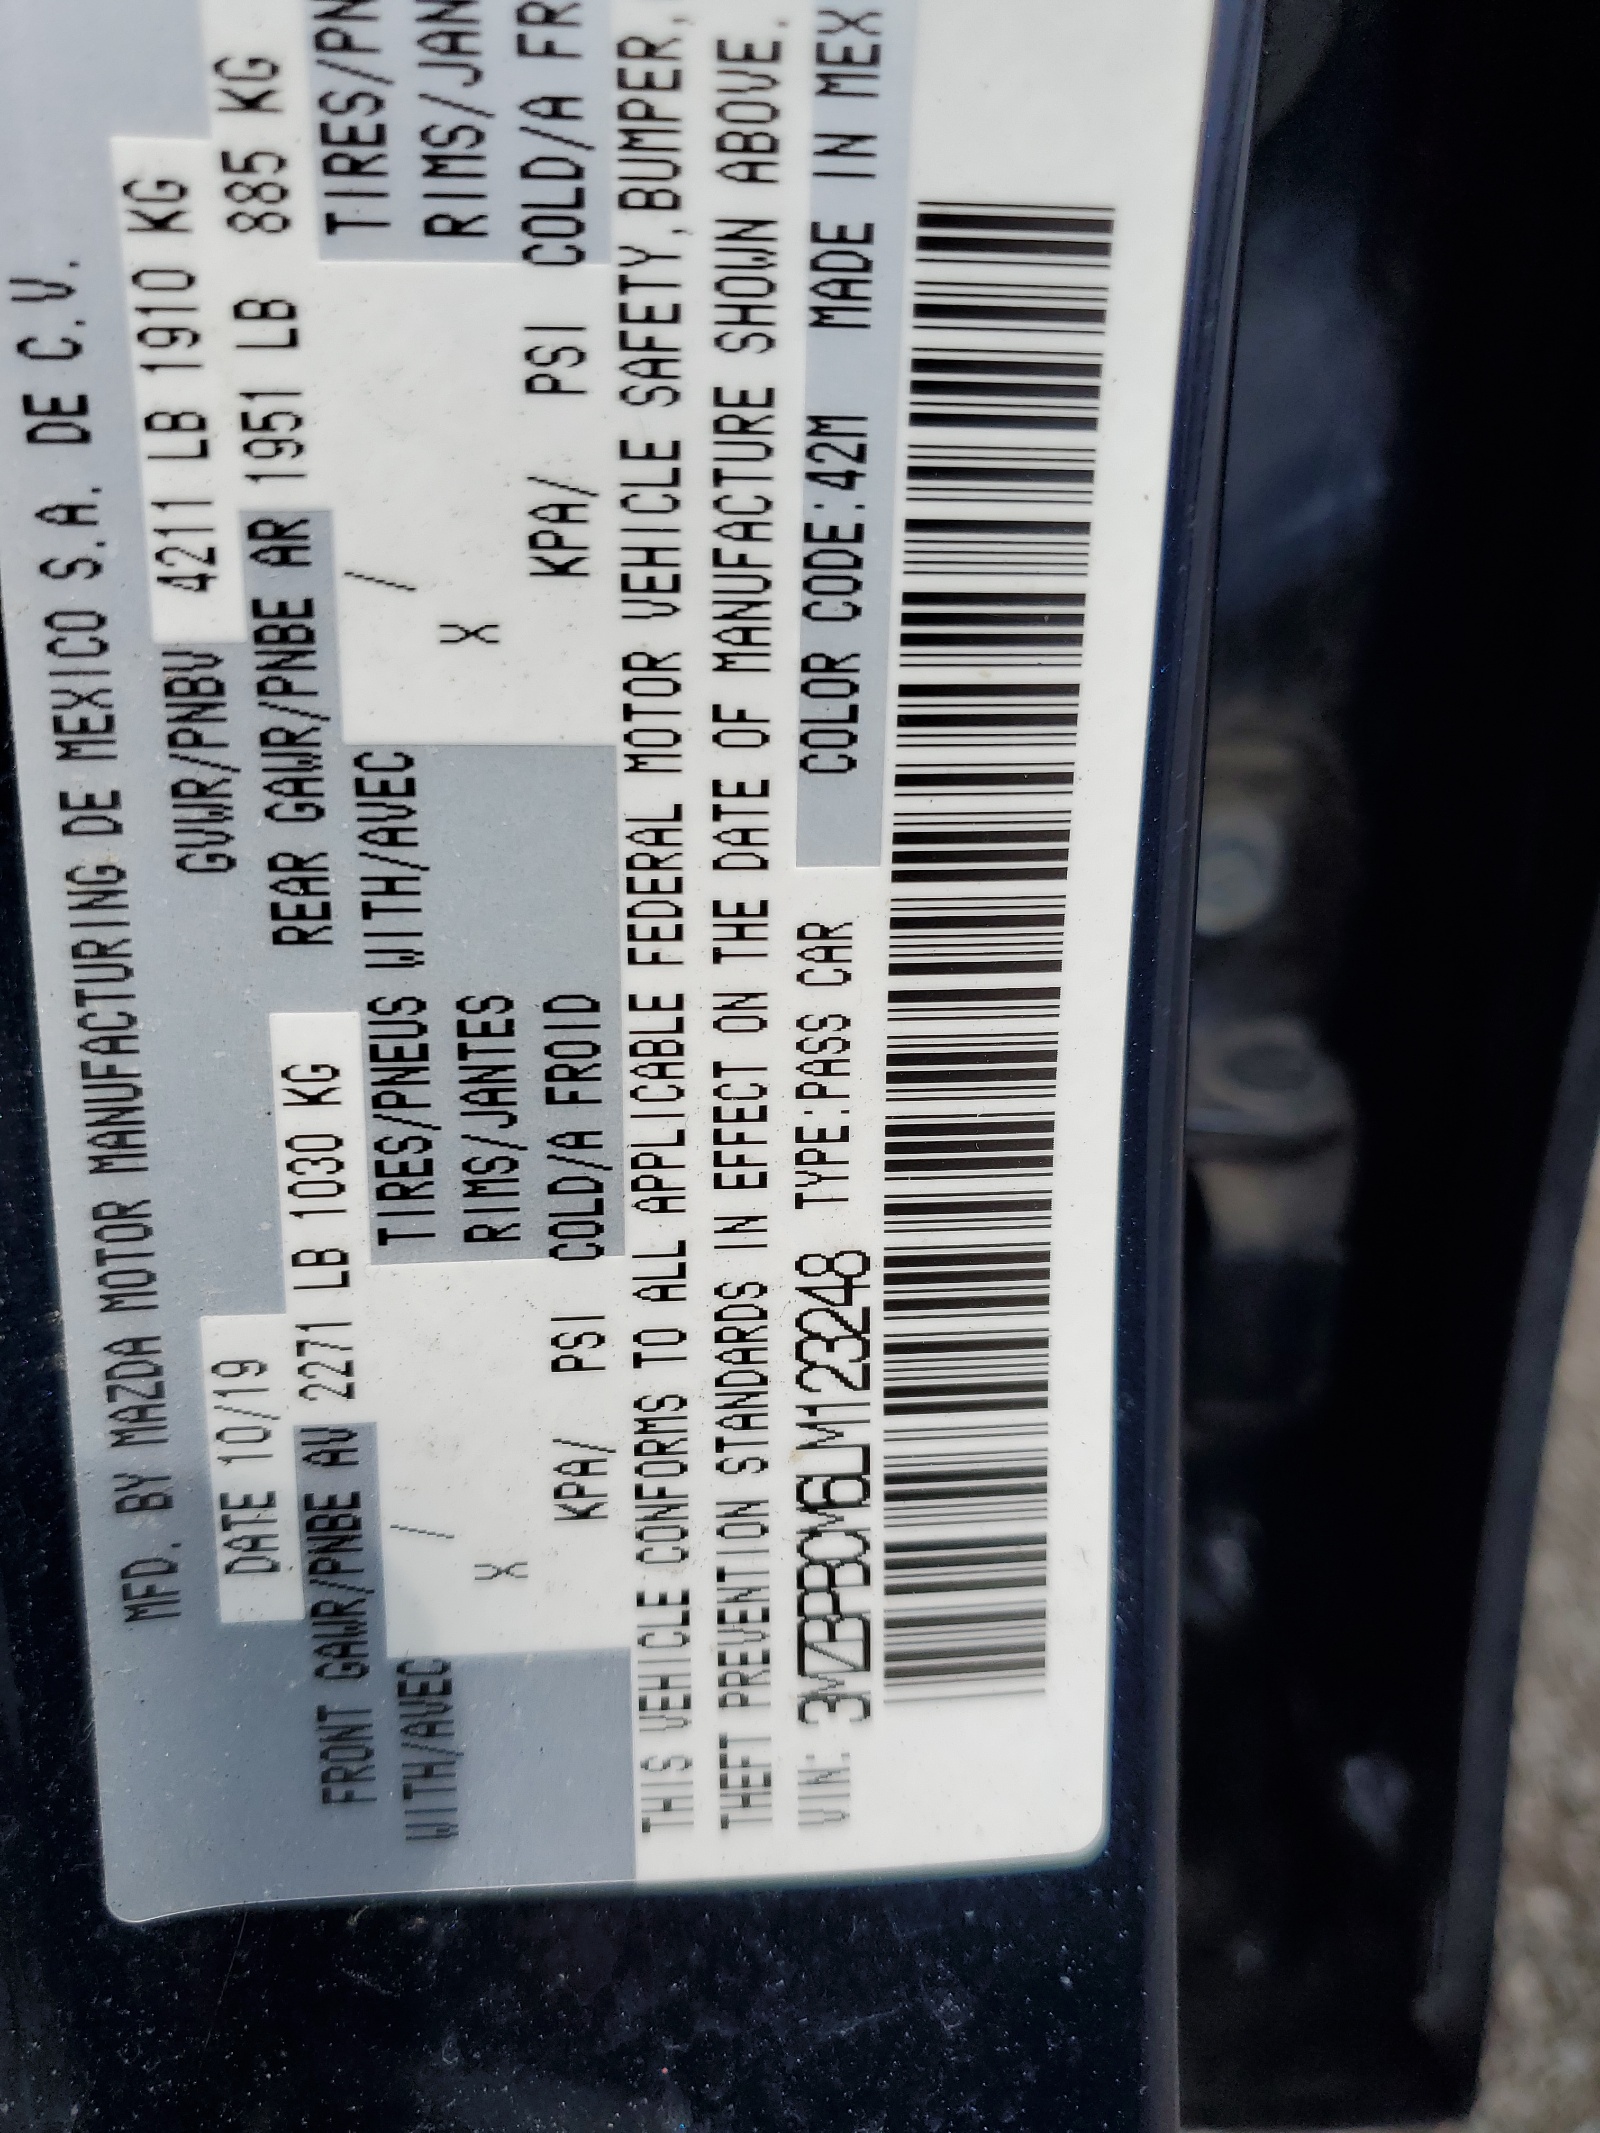 MFD. BY MAZDA MOTOR MANUFACTURING DE MEXICO S.A. DE C.V.
DATE 10/19 GVWR/PNBV 4211 LB 1910 KG
FRONT GAWR/PNBE AV 2271 LB 1030 KG REAR GAWR/PNBE AR 1951 LB 885 KG
WITH/AVEC / TIRES/PNEUS WITH/AVEC / TIRES/PN
X RIMS/JANTES X RIMS/JAN
KPA/ PSI COLD/A FROID KPA/ PSI COLD/A FR
THIS VEHICLE CONFORMS TO ALL APPLICABLE FEDERAL MOTOR VEHICLE SAFETY,BUMPER,
THEFT PREVENTION STANDARDS IN EFFECT ON THE DATE OF MANUFACTURE SHOWN ABOVE.
VIN: 3MZBPBCM6LM123248 TYPE:PASS CAR COLOR CODE:42M MADE IN MEX